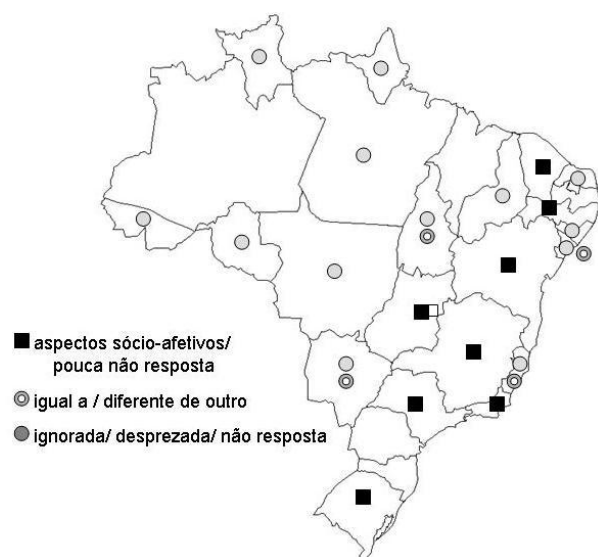 aspectos sócio-afetivos/
pouca não resposta
igual a / diferente de outro
ignorada/ desprezada/ não resposta